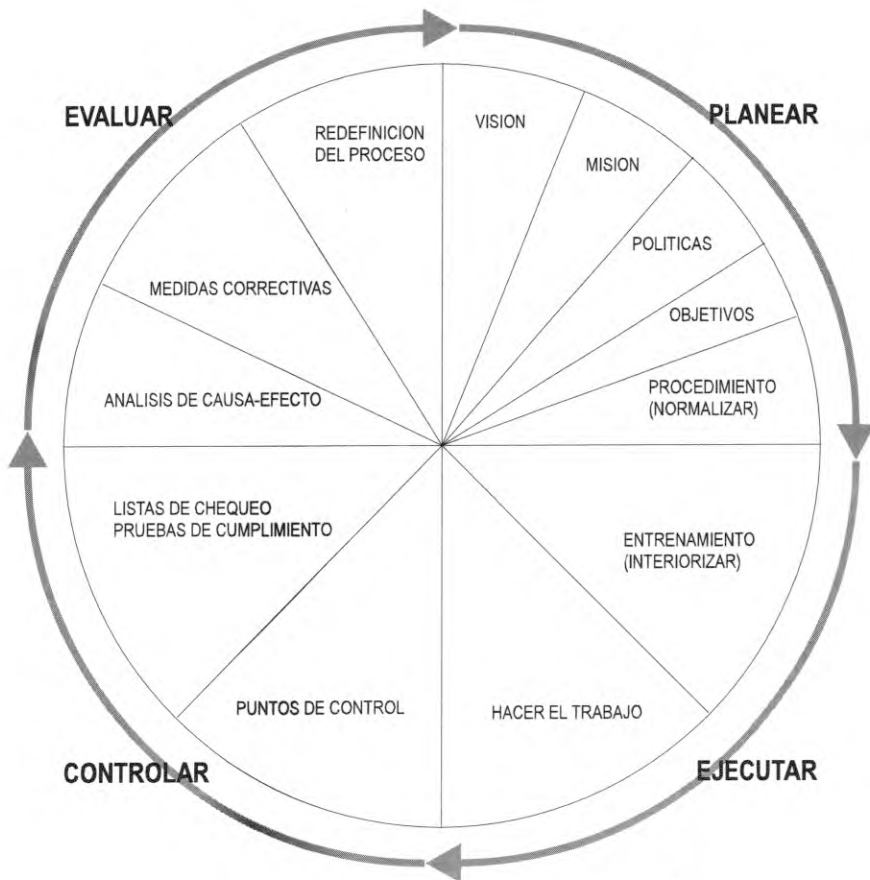 EVALUAR
PLANEAR
REDEFINICION
DEL PROCESO
VISION
MISION
POLITICAS
OBJETIVOS
PROCEDIMIENTO
(NORMALIZAR)
MEDIDAS CORRECTIVAS
ANALISIS DE CAUSA-EFECTO
LISTAS DE CHEQUEO
PRUEBAS DE CUMPLIMIENTO
ENTRENAMIENTO
(INTERIORIZAR)
PUNTOS DE CONTROL
HACER EL TRABAJO
CONTROLAR
EJECUTAR